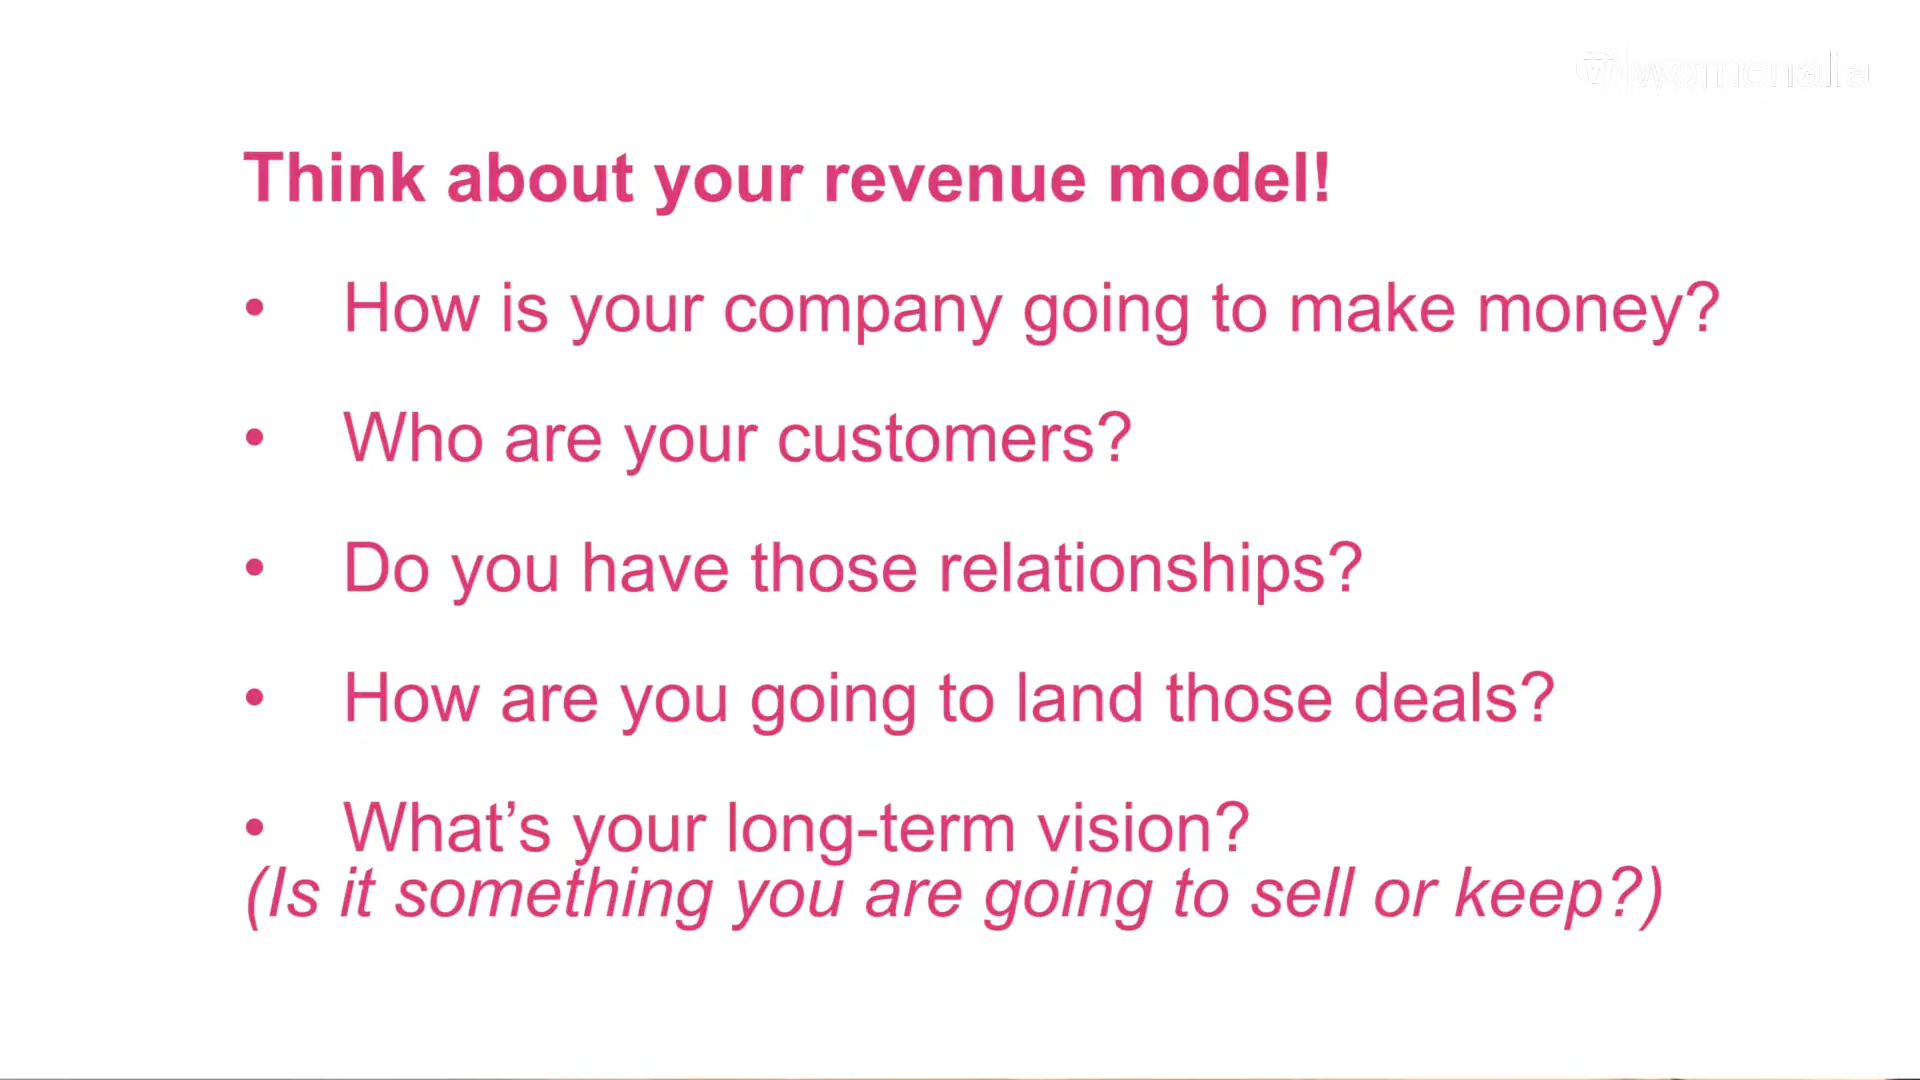 womenalia
Think about your revenue model!
• How is your company going to make money?
• Who are your customers?
• Do you have those relationships?
• How are you going to land those deals?
• What’s your long-term vision?
(Is it something you are going to sell or keep?)